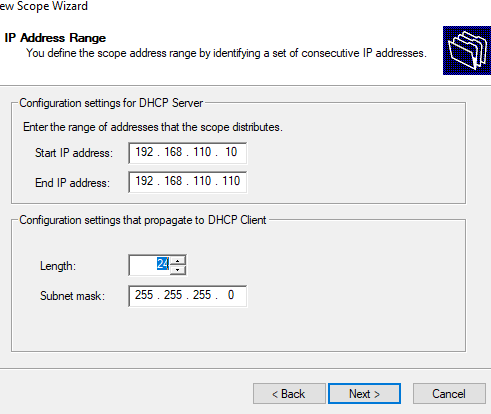 ew Scope Wizard
IP Address Range
You define the scope address range by identifying a set of consecutive IP addresses.
Configuration settings for DHCP Server
Enter the range of addresses that the scope distributes.
Start IP address: 192 . 168 . 110 . 10
End IP address: 192 . 168 . 110 . 110
Configuration settings that propagate to DHCP Client
Length: 24
Subnet mask: 255 . 255 . 255 . 0
< Back Next > Cancel